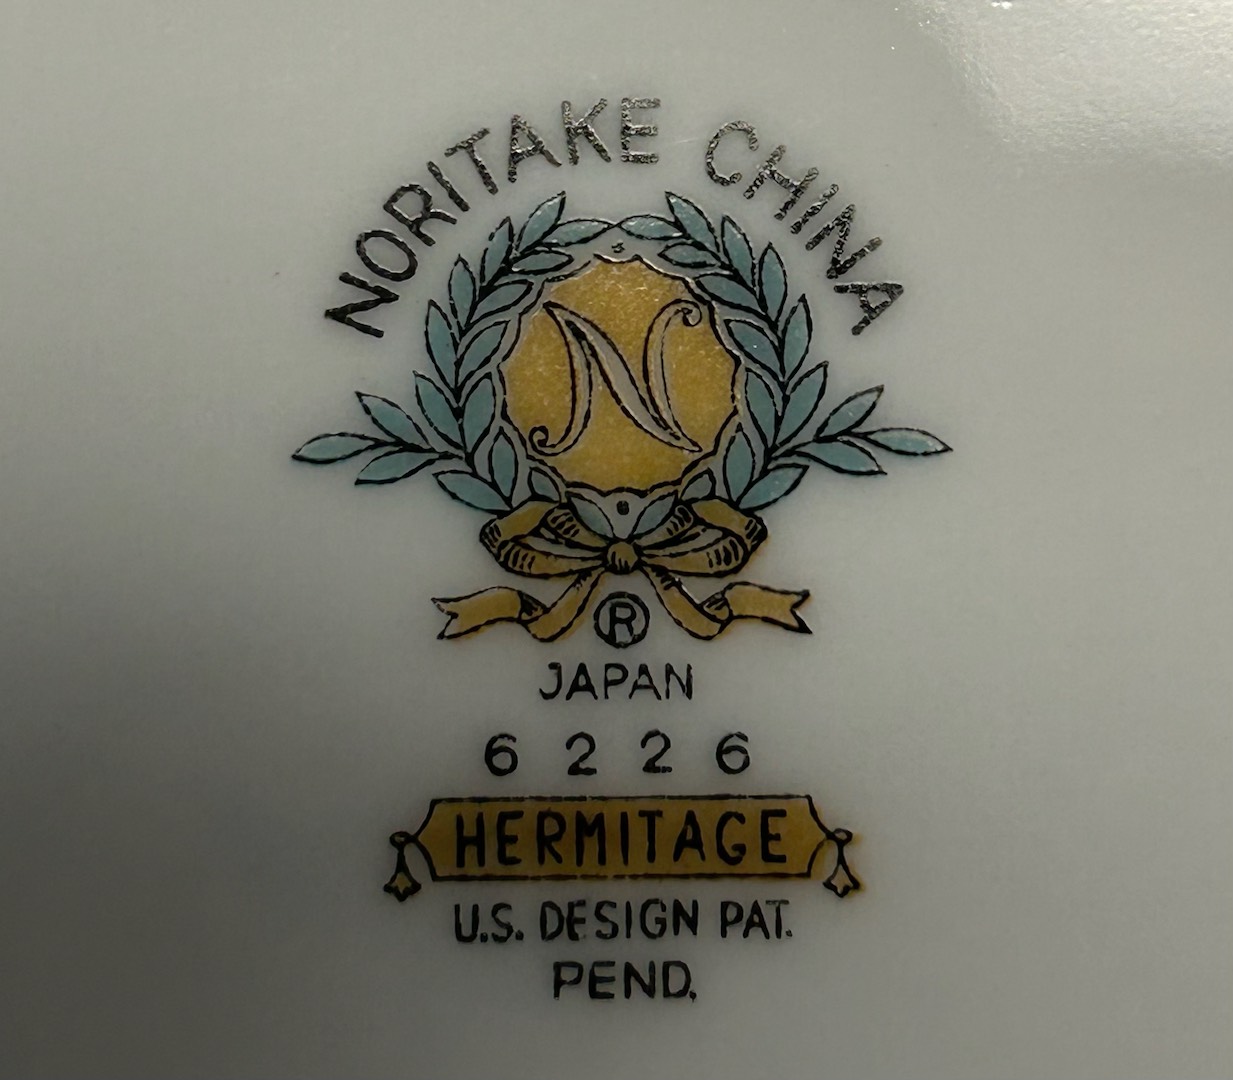 NORITAKE CHINA
N
®
JAPAN
6226
HERMITAGE
U.S. DESIGN PAT.
PEND.